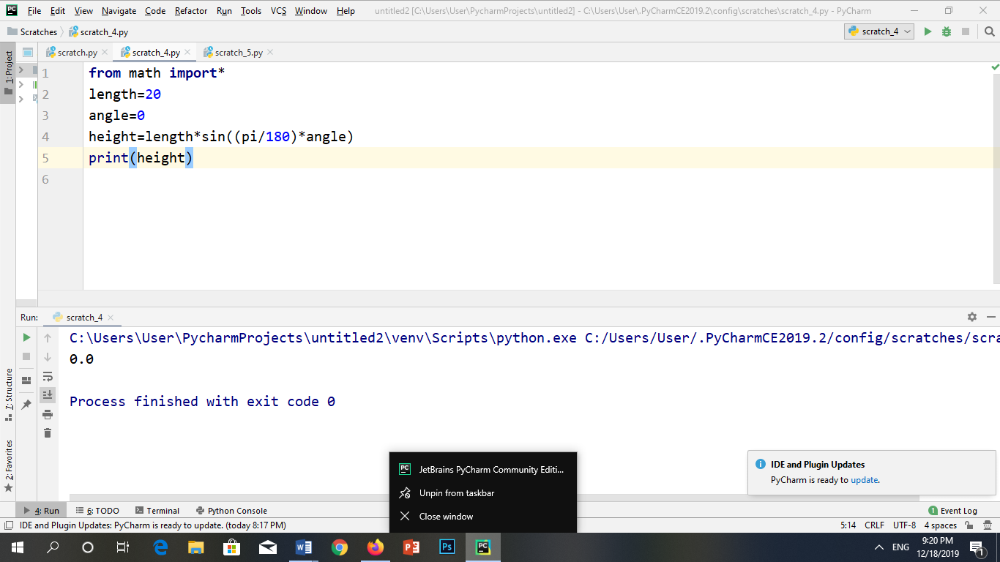 File Edit View Navigate Code Refactor Run Tools VCS Window Help untitled2 [C:\Users\User\PycharmProjects\untitled2] - C:\Users\User\.PyCharmCE2019.2\config\scratches\scratch_4.py - PyCharm
Scratches scratch_4.py scratch_4
1: Project
scratch.py scratch_4.py scratch_5.py
1 from math import*
2 length=20
3 angle=0
4 height=length*sin((pi/180)*angle)
5 print(height)
6
Run: scratch_4
C:\Users\User\PycharmProjects\untitled2\venv\Scripts\python.exe C:/Users/User/.PyCharmCE2019.2/config/scratches/scra
0.0
Process finished with exit code 0
7: Structure
2: Favorites
JetBrains PyCharm Community Editi...
Unpin from taskbar
Close window
IDE and Plugin Updates
PyCharm is ready to update.
4: Run 6: TODO Terminal Python Console 1 Event Log
IDE and Plugin Updates: PyCharm is ready to update. (today 8:17 PM) 5:14 CRLF UTF-8 4 spaces
ENG 9:20 PM
12/18/2019 1